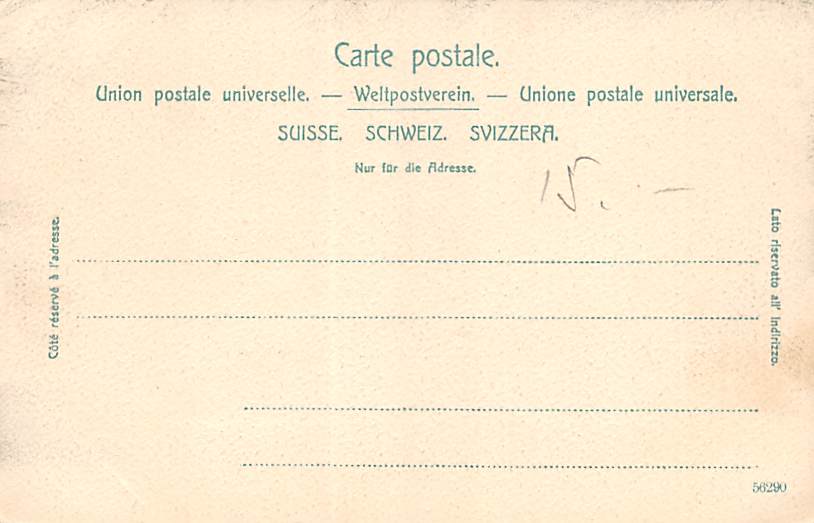 Carte postale.
Union postale universelle. — Weltpostverein. — Unione postale universale.
SUISSE. SCHWEIZ. SVIZZERA.
Nur für die Adresse.
15. —
Côté réservé à l'adresse.
Lato riservato all' Indirizzo.
56290